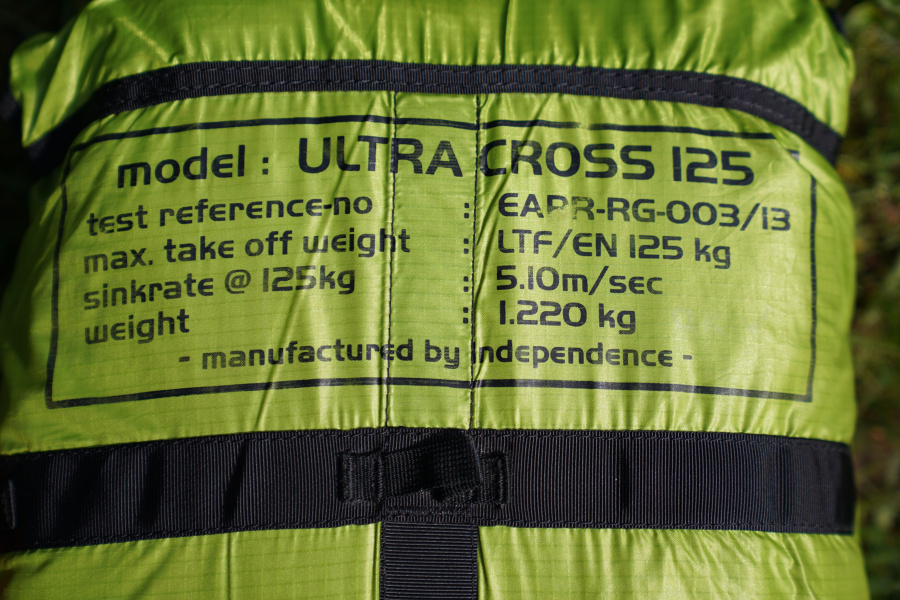 model : ULTRA CROSS 125
test reference-no : EAPR-RG-003/13
max. take off weight : LTF/EN 125 kg
sinkrate @ 125kg : 5.10m/sec
weight : 1.220 kg
- manufactured by independence -